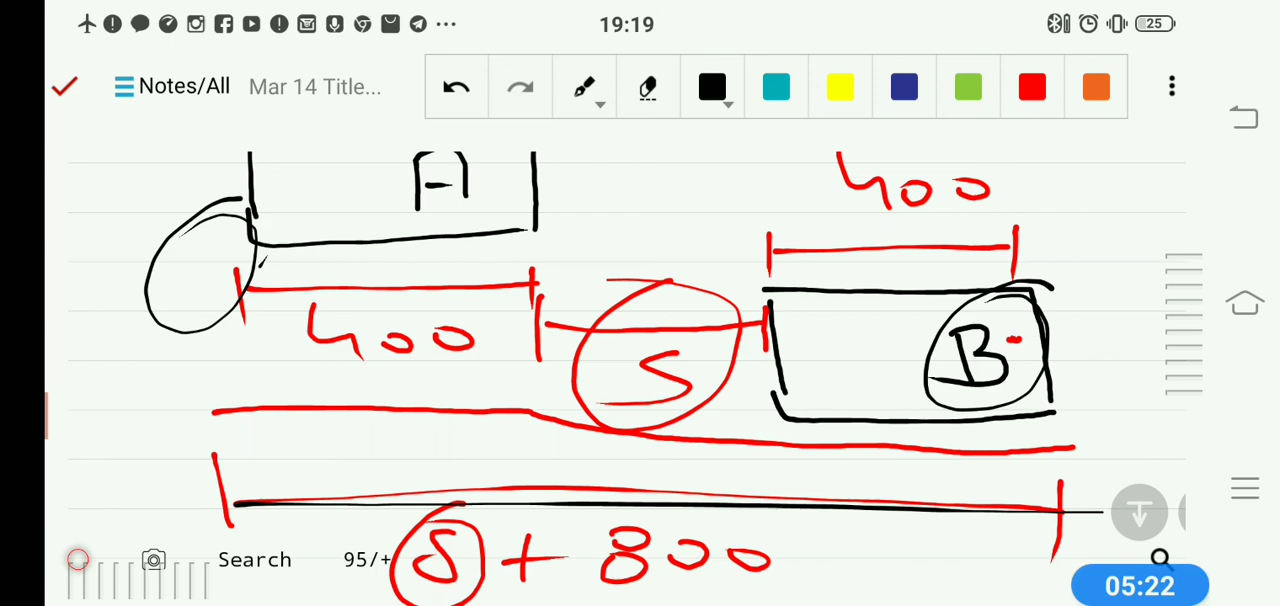 19:19
25
Notes/All Mar 14 Title...
A
400
400
S
B
S + 800
Search 95/+
05:22